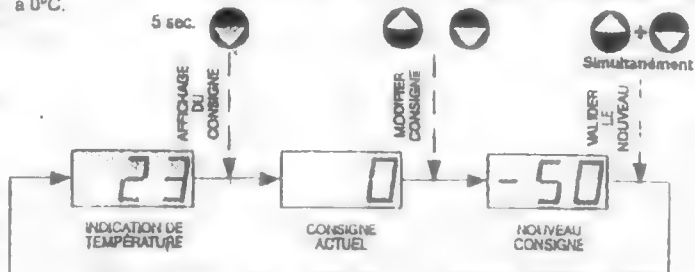 à 0°C.
5 sec.
+
Simultanément
AFFICHAGE
DU
CONSIGNE
MODIFIER
CONSIGNE
VALIDER
LE
NOUVEAU
23
0
-50
INDICATION DE
TEMPÉRATURE
CONSIGNE
ACTUEL
NOUVEAU
CONSIGNE